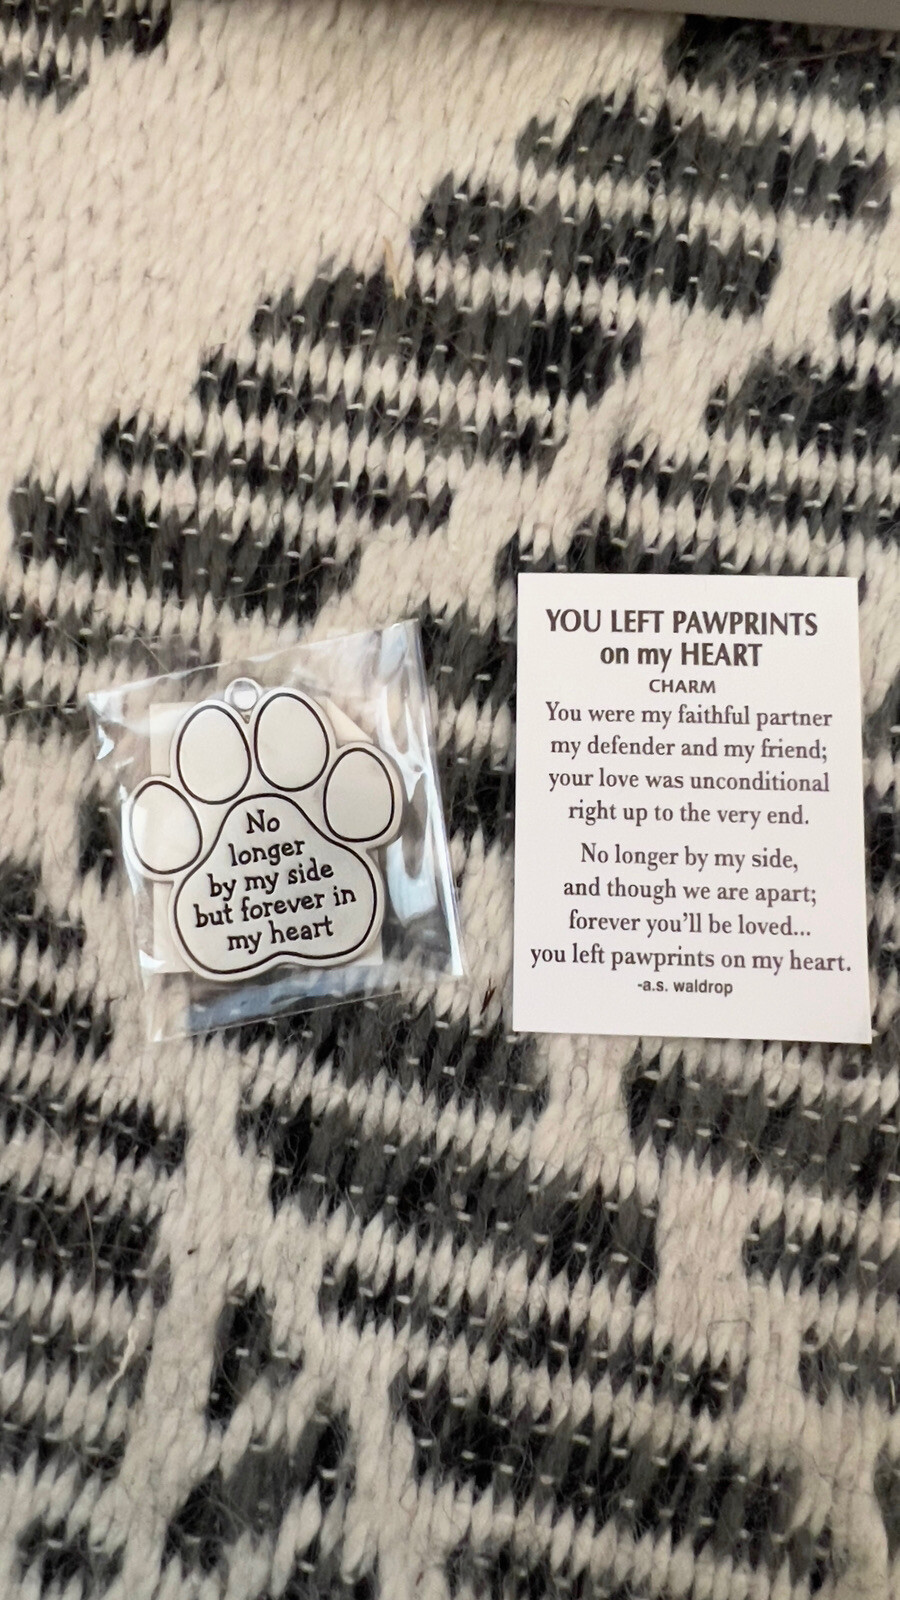 No
longer
by my side
but forever in
my heart
YOU LEFT PAWPRINTS
on my HEART
CHARM
You were my faithful partner
my defender and my friend;
your love was unconditional
right up to the very end.
No longer by my side,
and though we are apart;
forever you’ll be loved...
you left pawprints on my heart.
-a.s. waldrop